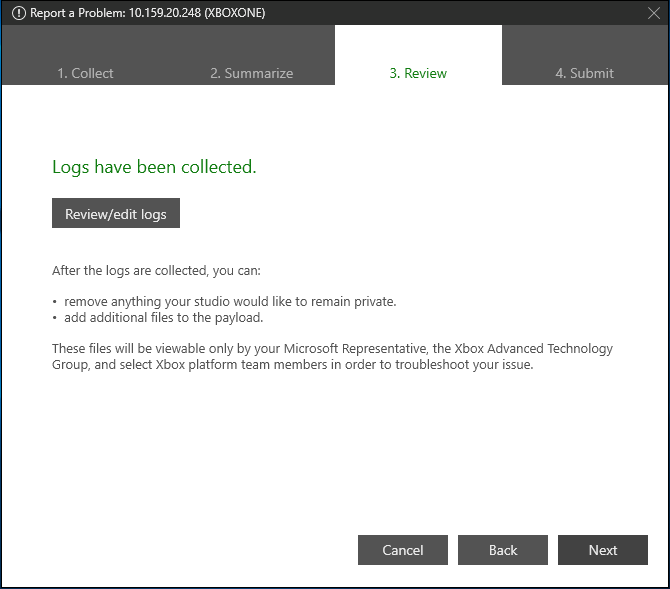 Report a Problem: 10.159.20.248 (XBOXONE)
1. Collect
2. Summarize
3. Review
4. Submit
Logs have been collected.
Review/edit logs
After the logs are collected, you can:
• remove anything your studio would like to remain private.
• add additional files to the payload.
These files will be viewable only by your Microsoft Representative, the Xbox Advanced Technology
Group, and select Xbox platform team members in order to troubleshoot your issue.
Cancel
Back
Next